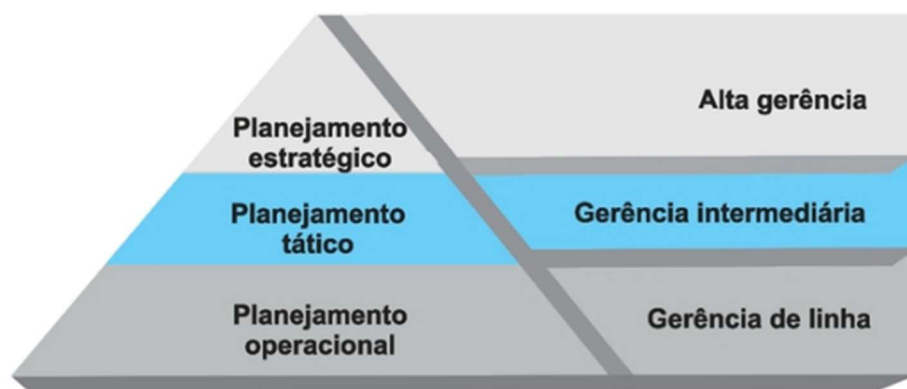 Planejamento
estratégico
Alta gerência
Planejamento
tático
Gerência intermediária
Planejamento
operacional
Gerência de linha